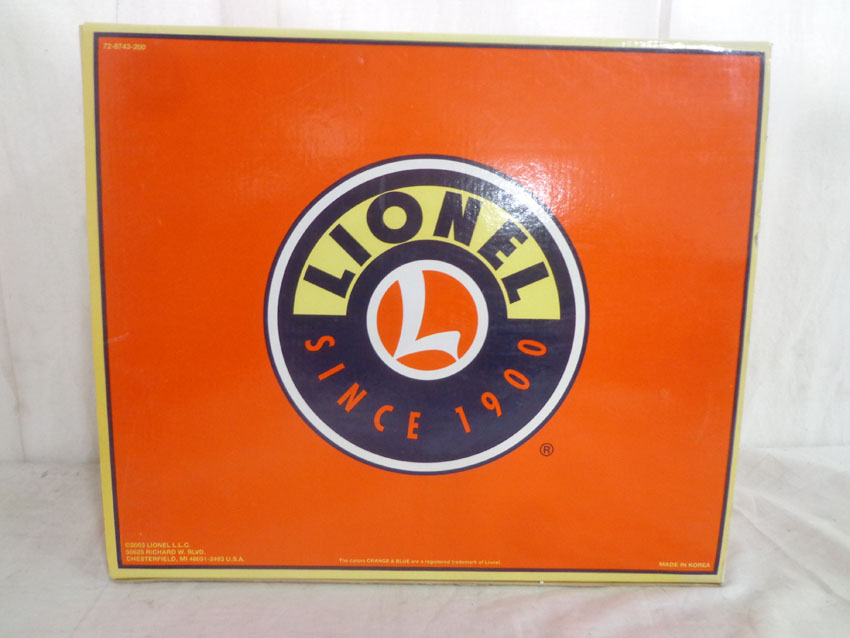 72-8743-200
LIONEL
L
SINCE 1900
®
©2003 LIONEL L.L.C.
50625 RICHARD W. BLVD.
CHESTERFIELD, MI 48051-2493 U.S.A.
The colors ORANGE & BLUE are a registered trademark of Lionel.
MADE IN KOREA